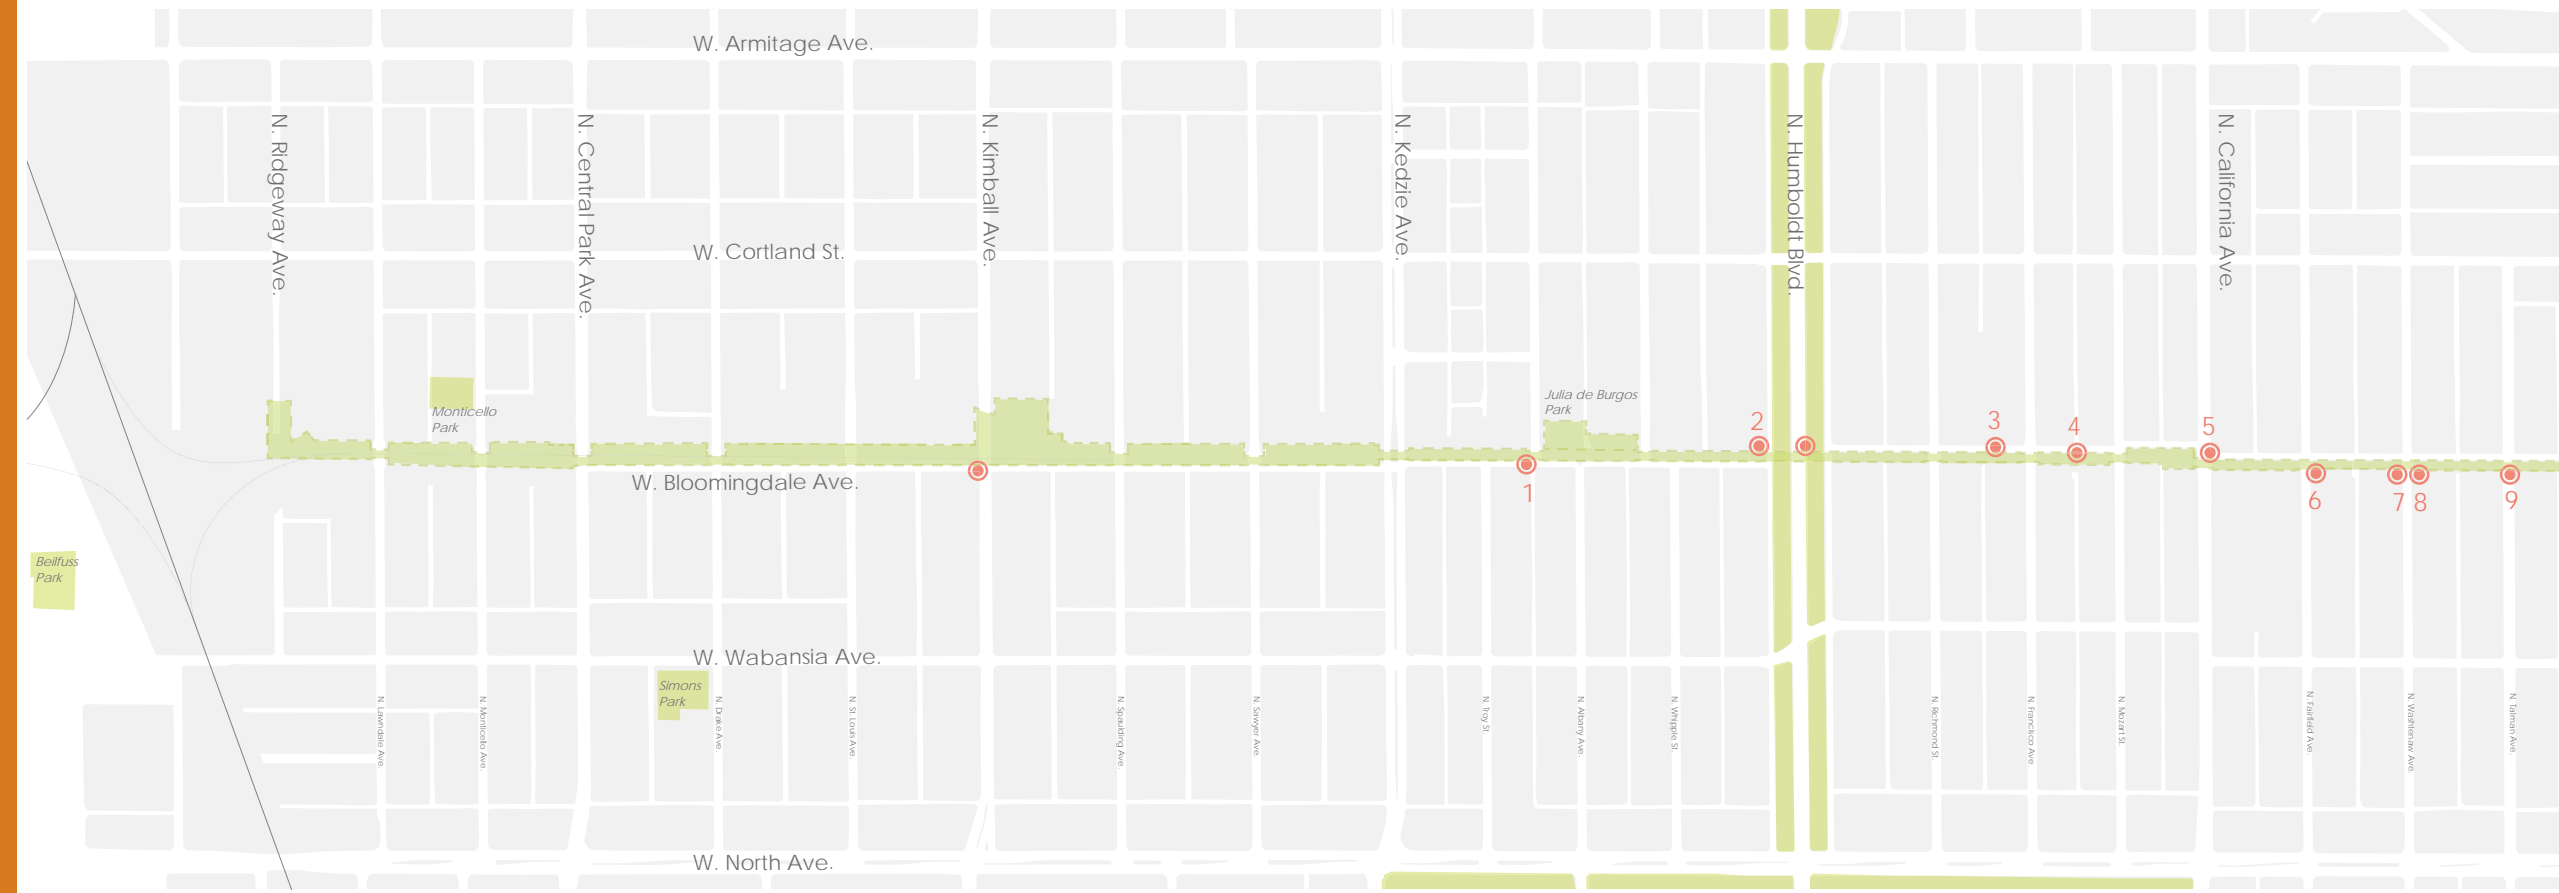 W. Armitage Ave.
N. Ridgeway Ave.
N. Central Park Ave.
N. Kimball Ave.
N. Kedzie Ave.
N. Humboldt Blvd.
N. California Ave.
W. Cortland St.
Monticello
Park
Julia de Burgos
Park
2
3
4
5
W. Bloomingdale Ave.
1
6
7
8
9
Beilfuss
Park
W. Wabansia Ave.
Simons
Park
N. Lawndale Ave.
N. Monticello Ave.
N. Drake Ave.
N. St. Louis Ave.
N. Spaulding Ave.
N. Sawyer Ave.
N. Troy St.
N. Albany Ave.
N. Whipple St.
N. Richmond St.
N. Francisco Ave.
N. Mozart St.
N. Fairfield Ave.
N. Washtenaw Ave.
N. Talman Ave.
W. North Ave.